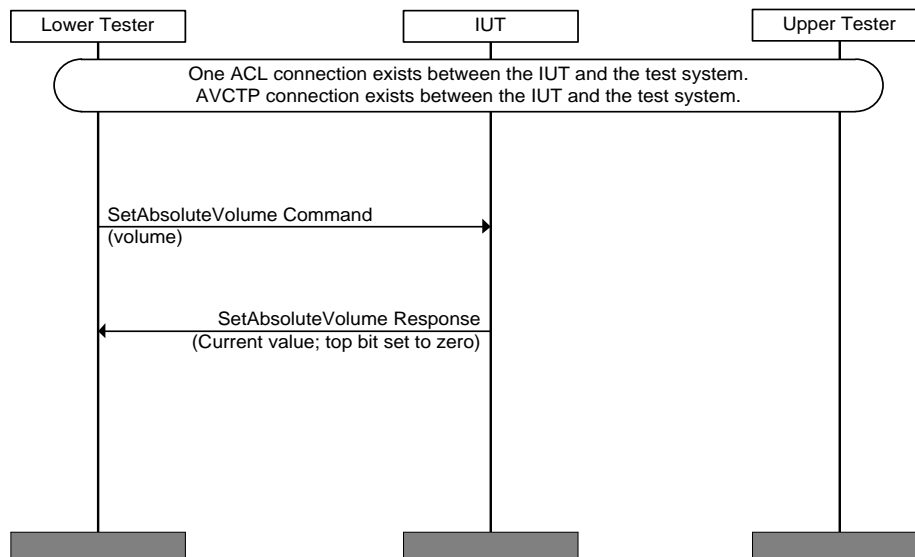 Lower Tester
IUT
Upper Tester
One ACL connection exists between the IUT and the test system.
AVCTP connection exists between the IUT and the test system.
SetAbsoluteVolume Command
(volume)
SetAbsoluteVolume Response
(Current value; top bit set to zero)